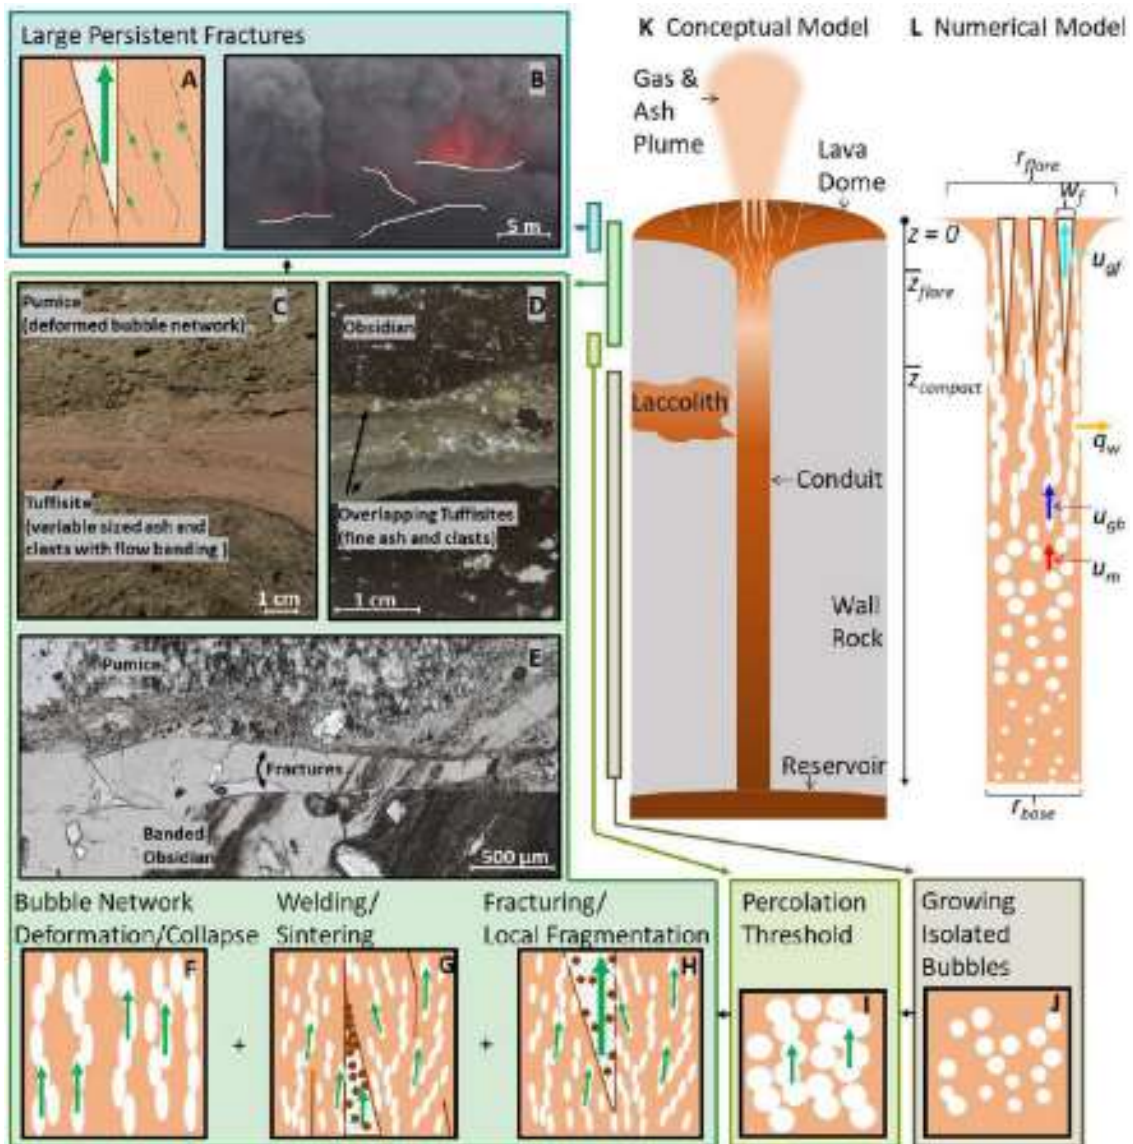 Large Persistent Fractures
A
B
5 m
K Conceptual Model
L Numerical Model
Gas &
Ash
Plume
Lava
Dome
Laccolith
Conduit
Wall
Rock
Reservoir
r_flare
w_f
z = 0
u_gf
z_flare
z_compact
q_w
u_gb
u_m
r_base
Pumice
(deformed bubble network)
C
Tuffisite
(variable sized ash and
clasts with flow banding )
1 cm
D
Obsidian
Overlapping Tuffisites
(fine ash and clasts)
1 cm
E
Pumice
Fractures
Banded
Obsidian
500 µm
Bubble Network
Deformation/Collapse
F
+
Welding/
Sintering
G
+
Fracturing/
Local Fragmentation
H
Percolation
Threshold
I
Growing
Isolated
Bubbles
J